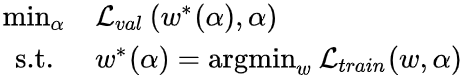 min_α 𝓛_val (w*(α), α)
s.t. w*(α) = argmin_w 𝓛_train(w, α)